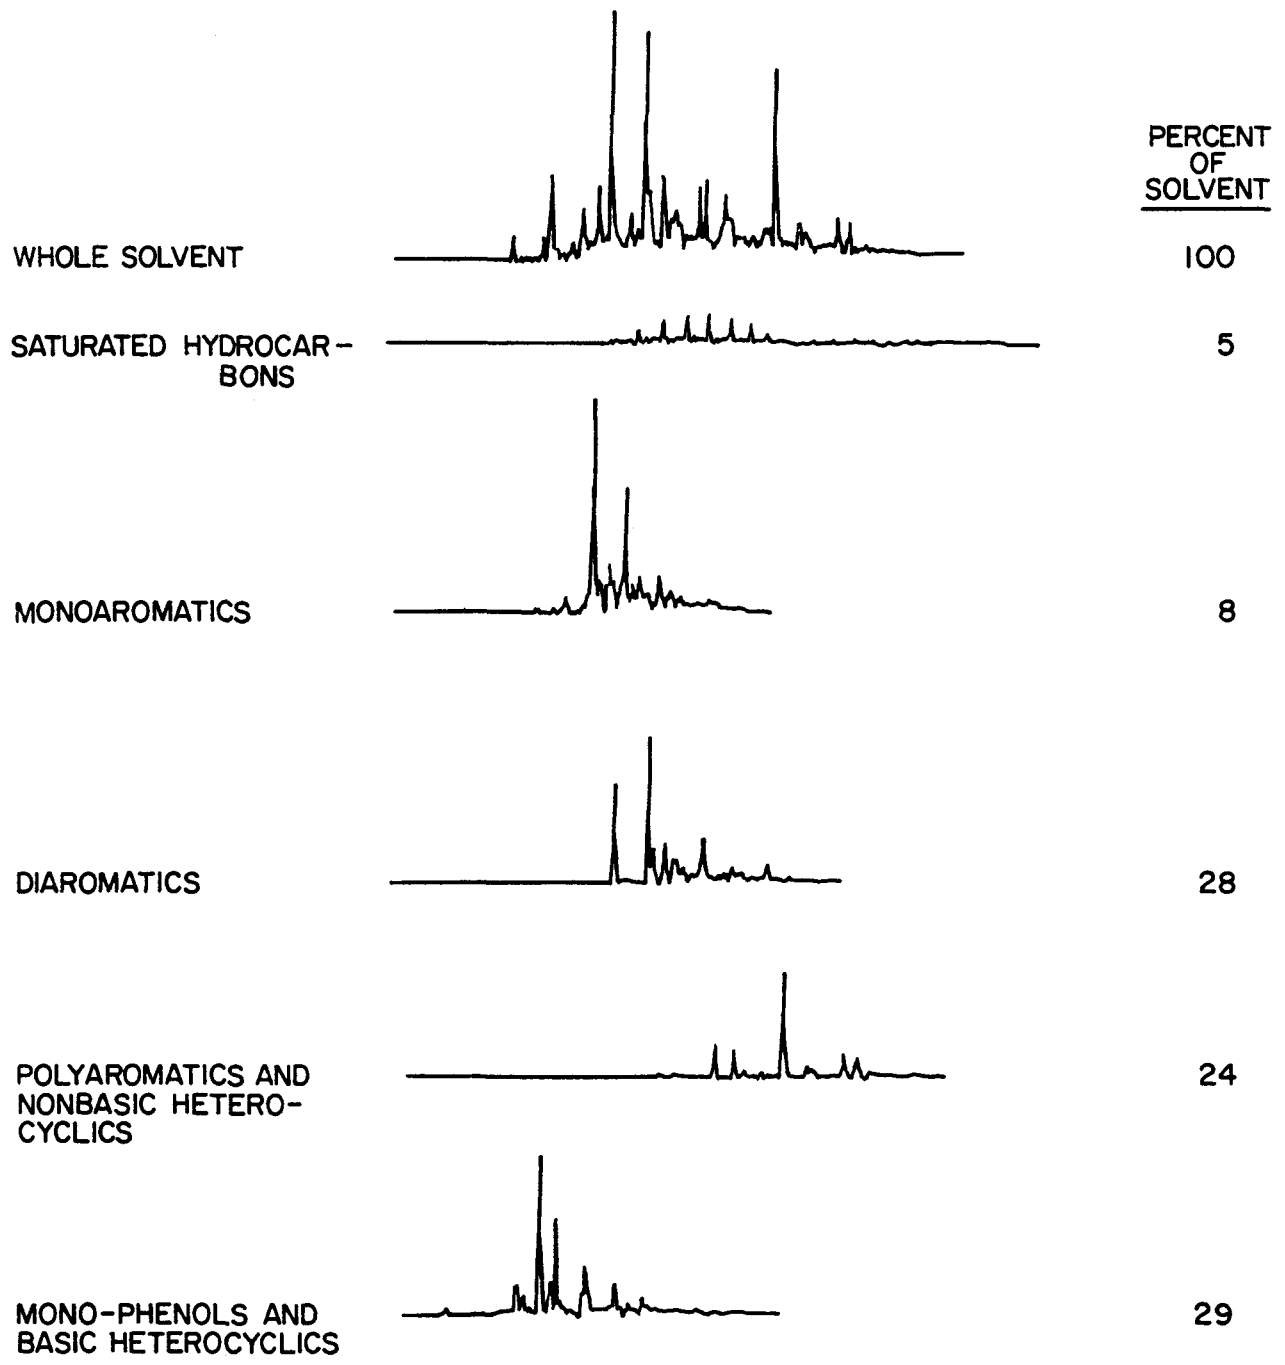 PERCENT
OF
SOLVENT
WHOLE SOLVENT 100
SATURATED HYDROCAR- 5
BONS
MONOAROMATICS 8
DIAROMATICS 28
POLYAROMATICS AND 24
NONBASIC HETERO-
CYCLICS
MONO-PHENOLS AND 29
BASIC HETEROCYCLICS